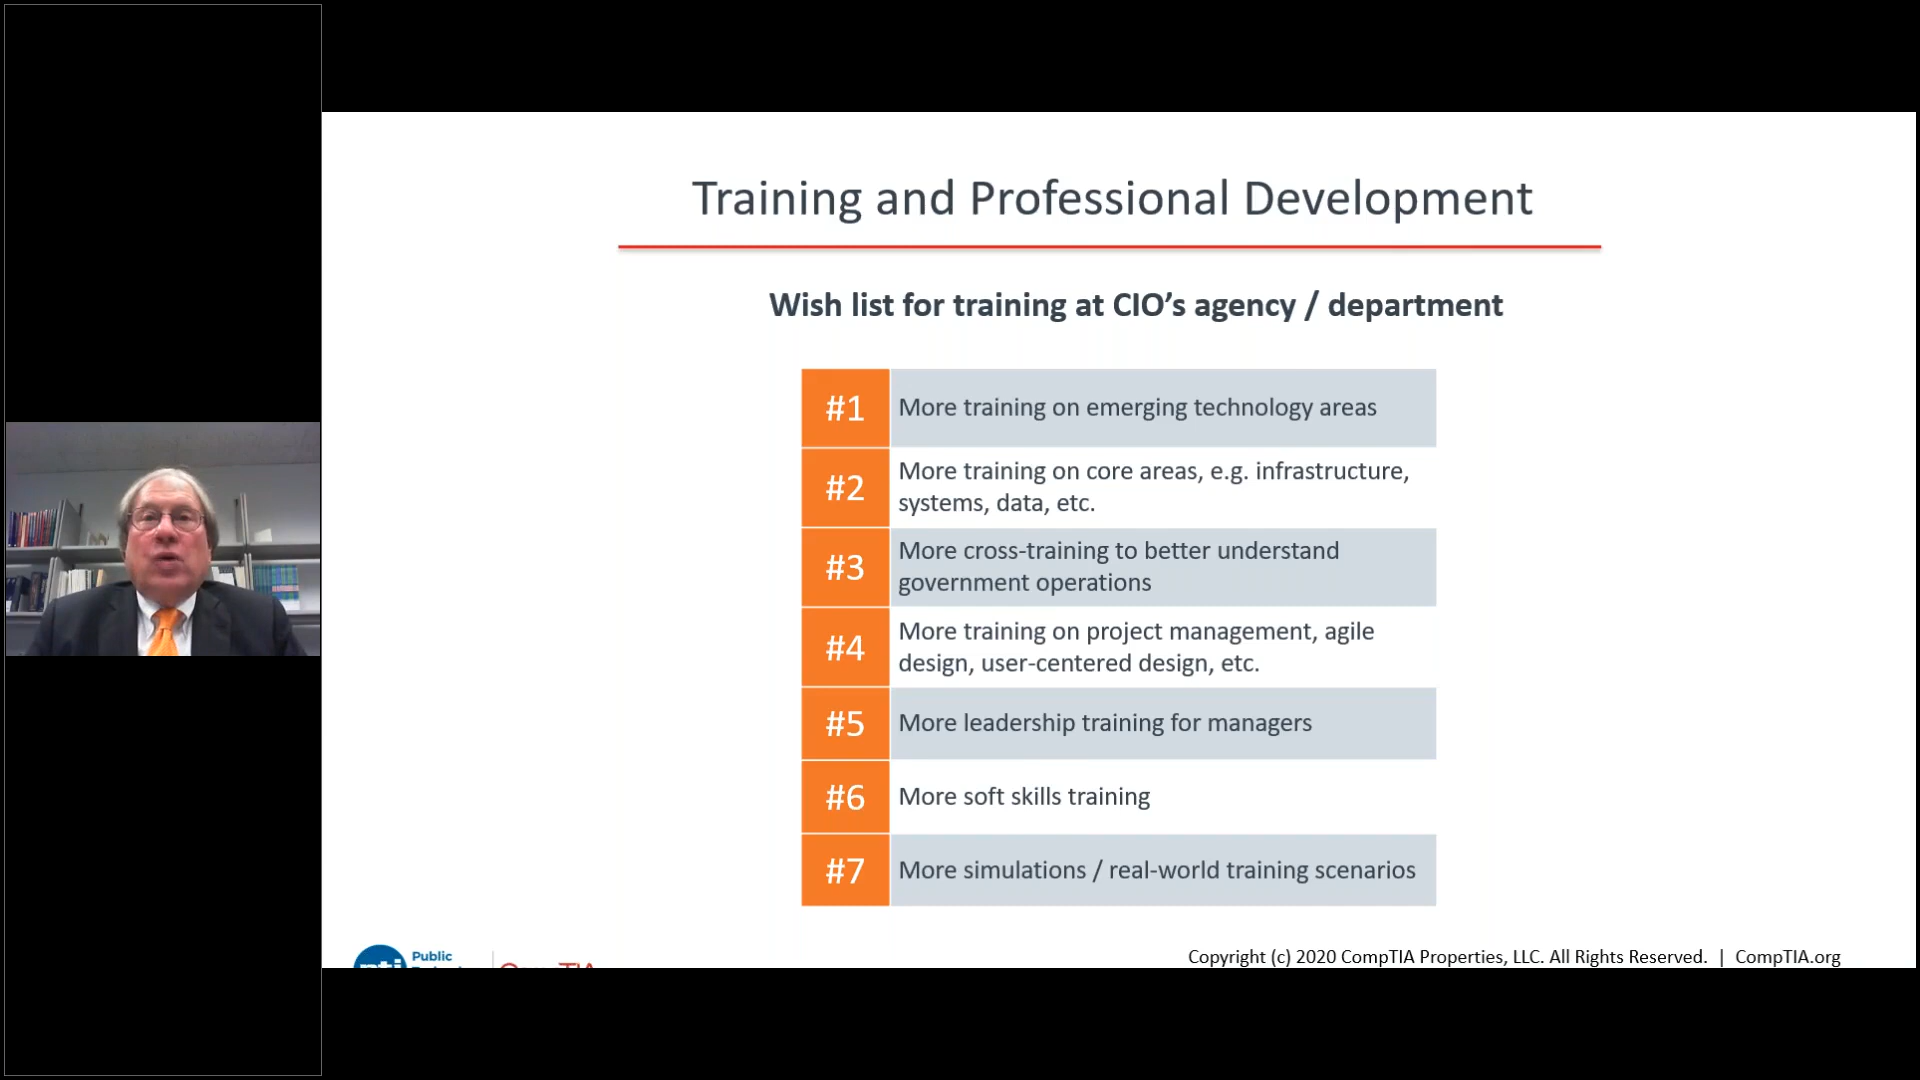 Training and Professional Development
Wish list for training at CIO’s agency / department
#1
More training on emerging technology areas
#2
More training on core areas, e.g. infrastructure,
systems, data, etc.
#3
More cross-training to better understand
government operations
#4
More training on project management, agile
design, user-centered design, etc.
#5
More leadership training for managers
#6
More soft skills training
#7
More simulations / real-world training scenarios
Public
Copyright (c) 2020 CompTIA Properties, LLC. All Rights Reserved. | CompTIA.org